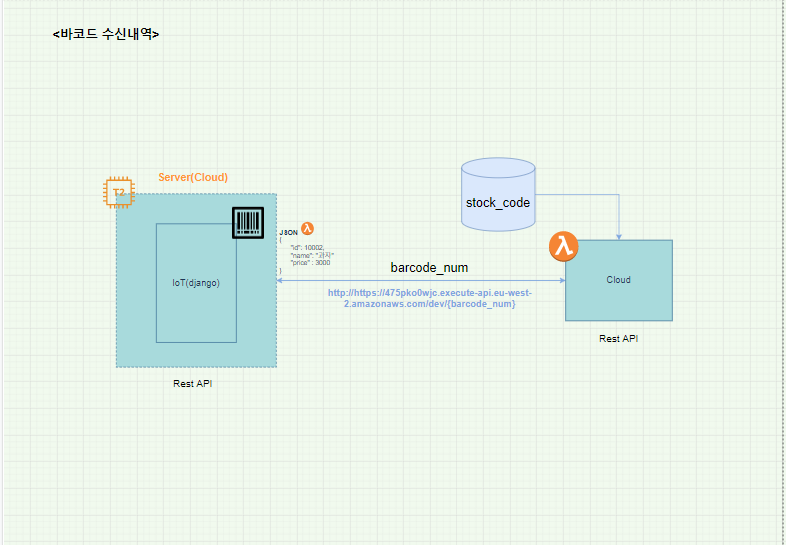 <바코드 수신내역>
Server(Cloud)
T2
stock_code
JSON
{
"id": 10002,
"name": "과자"
"price" : 3000
}
IoT(django)
λ
barcode_num
Cloud
http://https://475pko0wjc.execute-api.eu-west-
2.amazonaws.com/dev/{barcode_num}
Rest API
Rest API